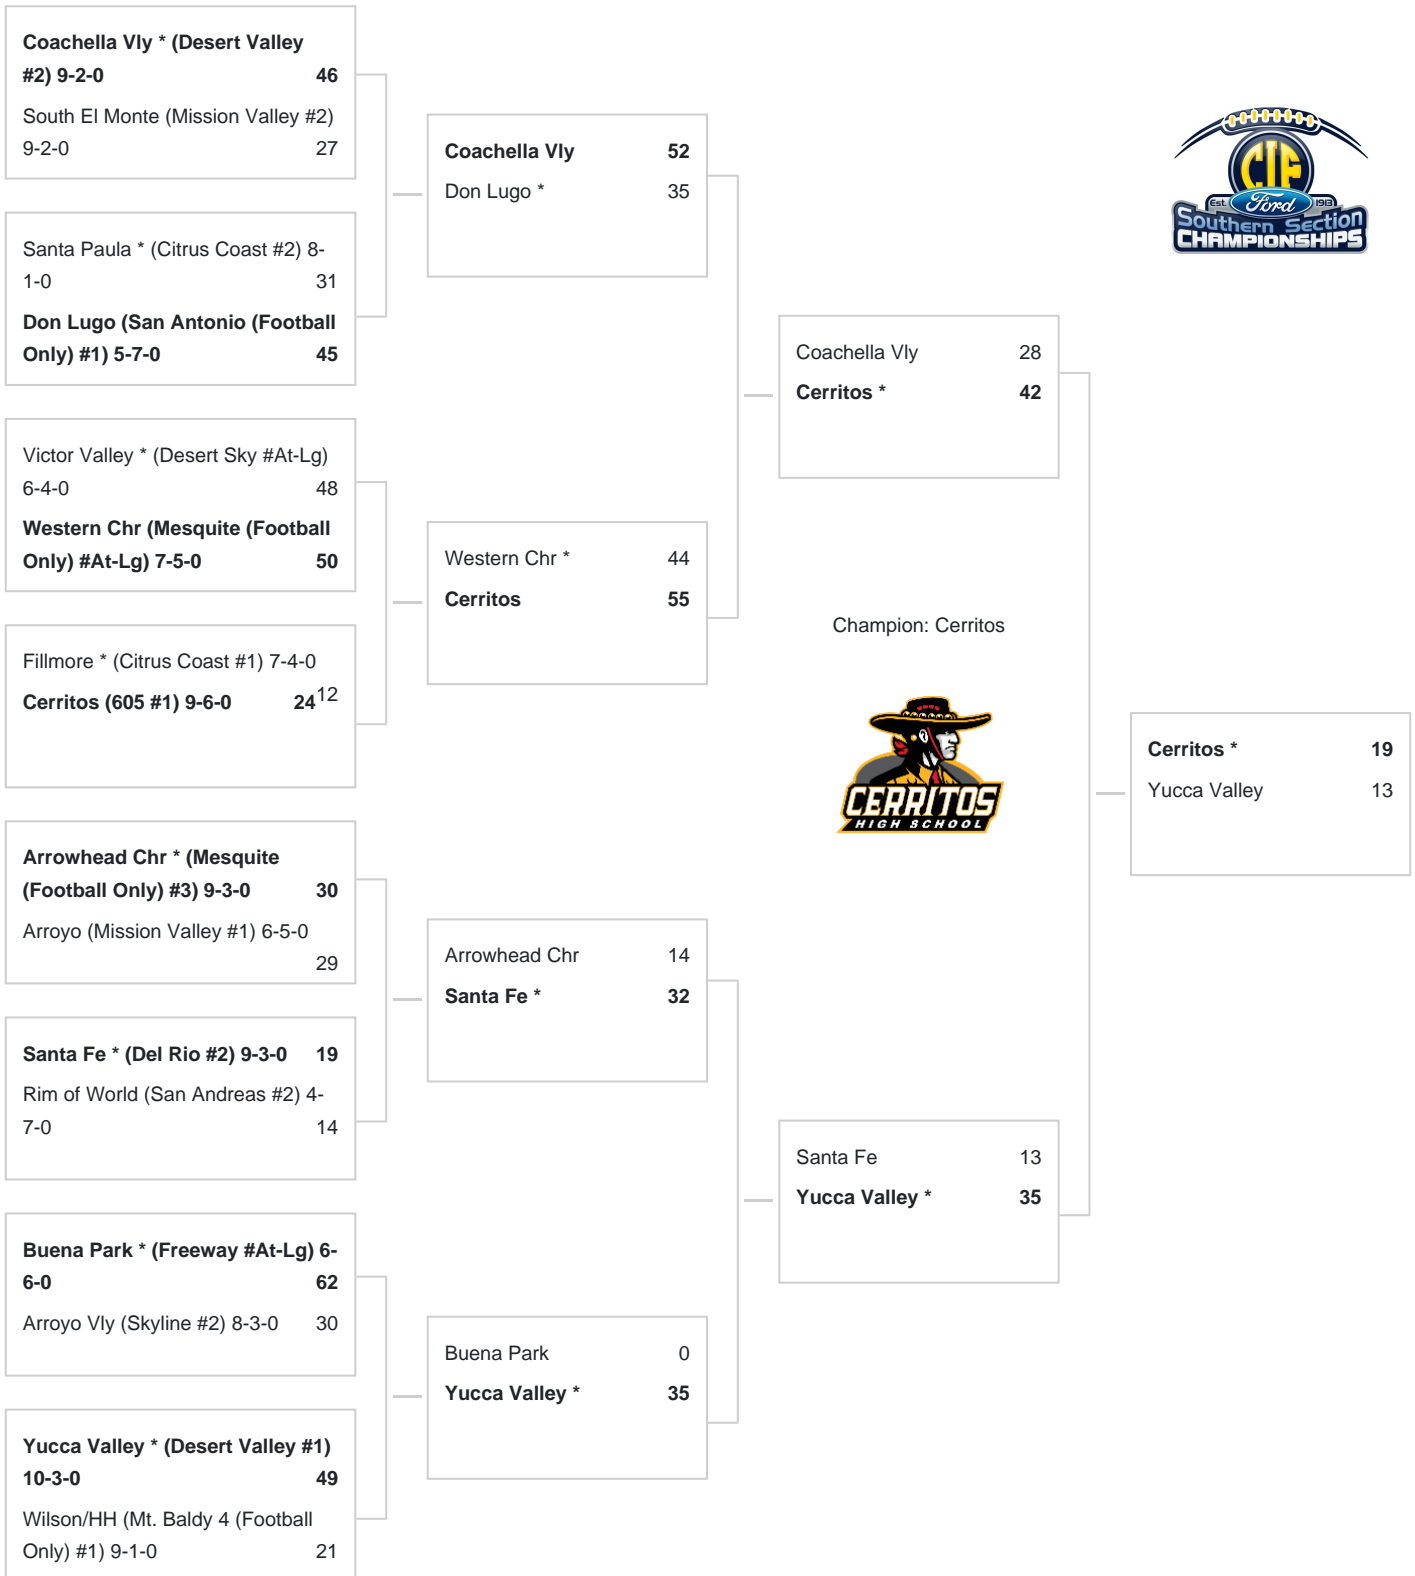 Coachella Vly * (Desert Valley
#2) 9-2-0 46
South El Monte (Mission Valley #2)
9-2-0 27
Santa Paula * (Citrus Coast #2) 8-
1-0 31
Don Lugo (San Antonio (Football
Only) #1) 5-7-0 45
Victor Valley * (Desert Sky #At-Lg)
6-4-0 48
Western Chr (Mesquite (Football
Only) #At-Lg) 7-5-0 50
Fillmore * (Citrus Coast #1) 7-4-0
12
Cerritos (605 #1) 9-6-0 24
Arrowhead Chr * (Mesquite
(Football Only) #3) 9-3-0 30
Arroyo (Mission Valley #1) 6-5-0
29
Santa Fe * (Del Rio #2) 9-3-0 19
Rim of World (San Andreas #2) 4-
7-0 14
Buena Park * (Freeway #At-Lg) 6-
6-0 62
Arroyo Vly (Skyline #2) 8-3-0 30
Yucca Valley * (Desert Valley #1)
10-3-0 49
Wilson/HH (Mt. Baldy 4 (Football
Only) #1) 9-1-0 21
Coachella Vly 52
Don Lugo * 35
Western Chr * 44
Cerritos 55
Arrowhead Chr 14
Santa Fe * 32
Buena Park 0
Yucca Valley * 35
Coachella Vly 28
Cerritos * 42
Santa Fe 13
Yucca Valley * 35
Champion: Cerritos
CERRITOS
HIGH SCHOOL
Cerritos * 19
Yucca Valley 13
CIF
Est. Ford 1913
Southern Section
CHAMPIONSHIPS